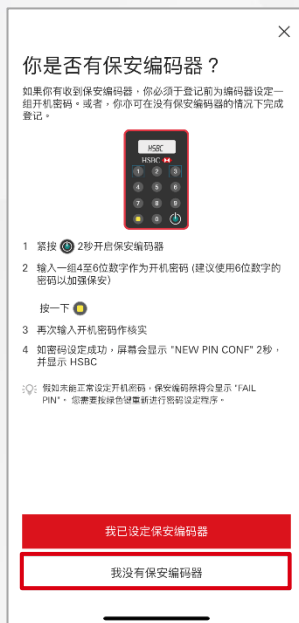 你是否有保安编码器？
如果你有收到保安编码器，你必须于登记前为编码器设定一
组开机密码。或者，你亦可在没有保安编码器的情况下完成
登记。
HSBC
HSBC
1 2 3
4 5 6
7 8 9
0
1 紧按 2秒开启保安编码器
2 输入一组4至6位数字作为开机密码 (建议使用6位数字的
密码以加强保安）
按一下
3 再次输入开机密码作核实
4 如密码设定成功，屏幕会显示 "NEW PIN CONF" 2秒，
并显示 HSBC
假如未能正常设定开机密码，保安编码器将会显示 "FAIL
PIN"， 您需要按绿色键重新进行密码设定程序。
我已设定保安编码器
我没有保安编码器